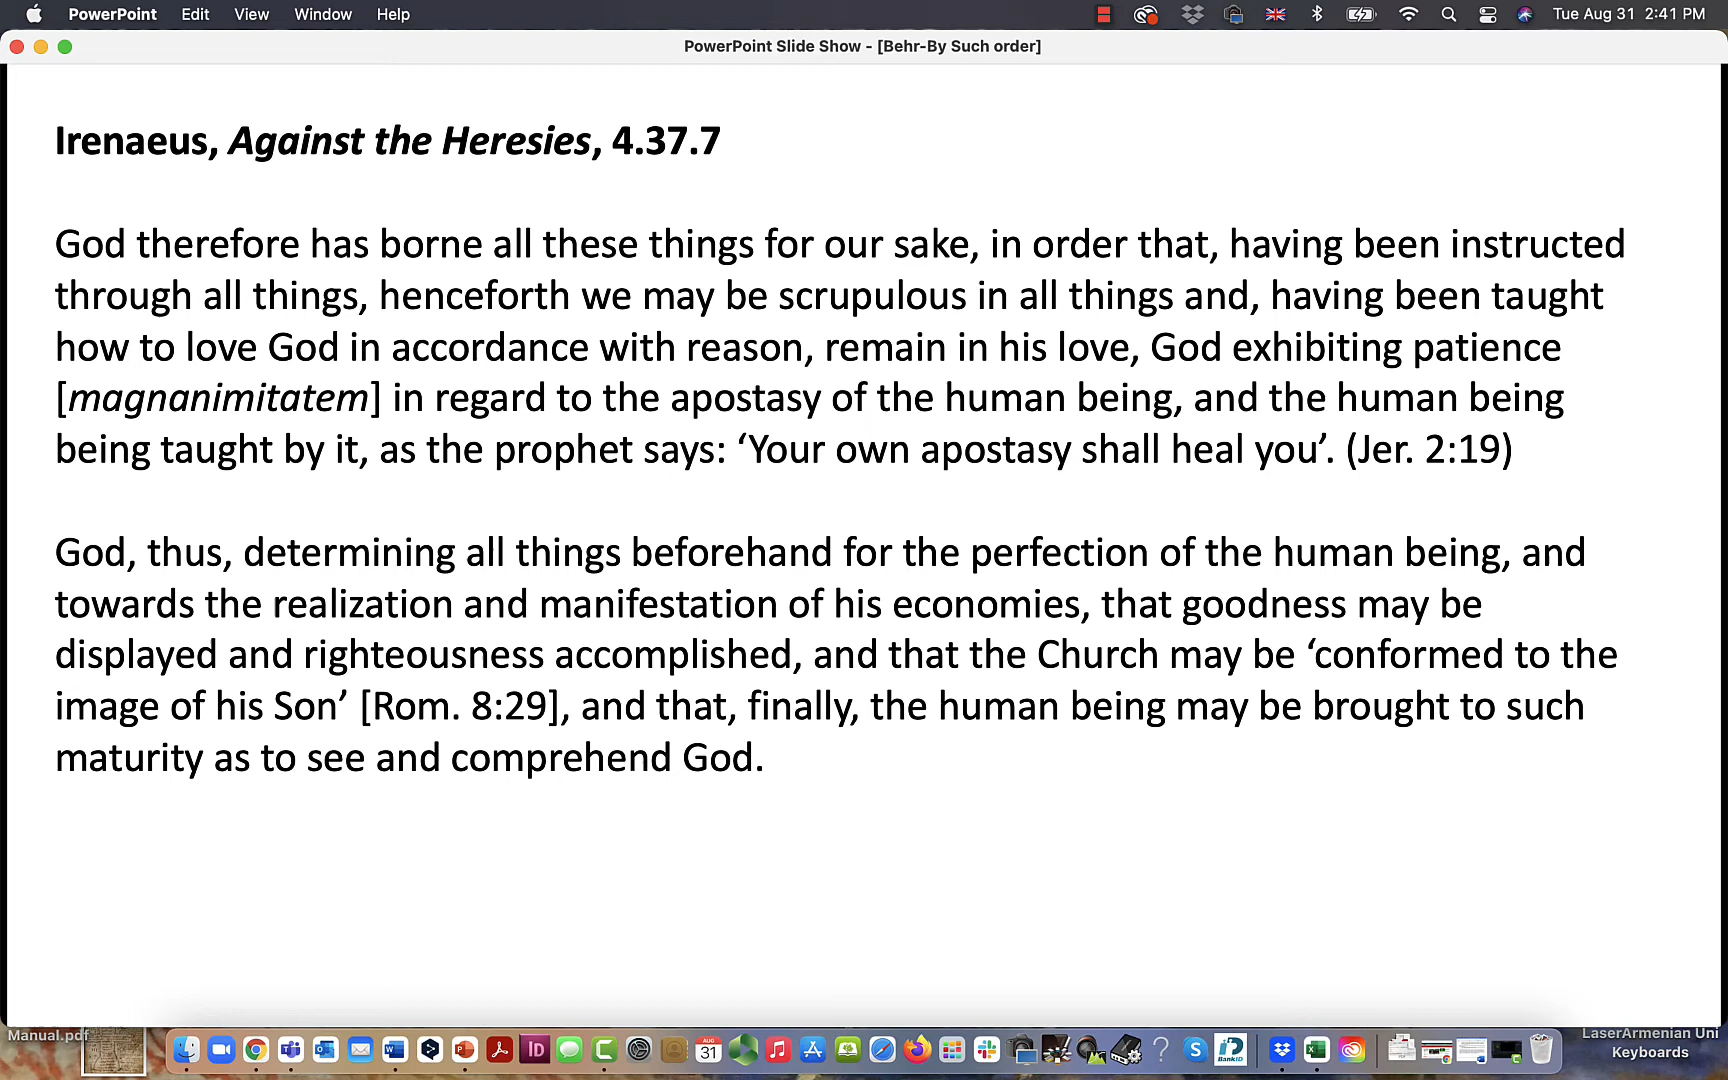 PowerPoint Edit View Window Help Tue Aug 31 2:41 PM
PowerPoint Slide Show - [Behr-By Such order]
Irenaeus, Against the Heresies, 4.37.7
God therefore has borne all these things for our sake, in order that, having been instructed
through all things, henceforth we may be scrupulous in all things and, having been taught
how to love God in accordance with reason, remain in his love, God exhibiting patience
[magnanimitatem] in regard to the apostasy of the human being, and the human being
being taught by it, as the prophet says: ‘Your own apostasy shall heal you’. (Jer. 2:19)
God, thus, determining all things beforehand for the perfection of the human being, and
towards the realization and manifestation of his economies, that goodness may be
displayed and righteousness accomplished, and that the Church may be ‘conformed to the
image of his Son’ [Rom. 8:29], and that, finally, the human being may be brought to such
maturity as to see and comprehend God.
Manual.pdf
LaserArmenian Uni
Keyboards
AUG
31
ID
BankID